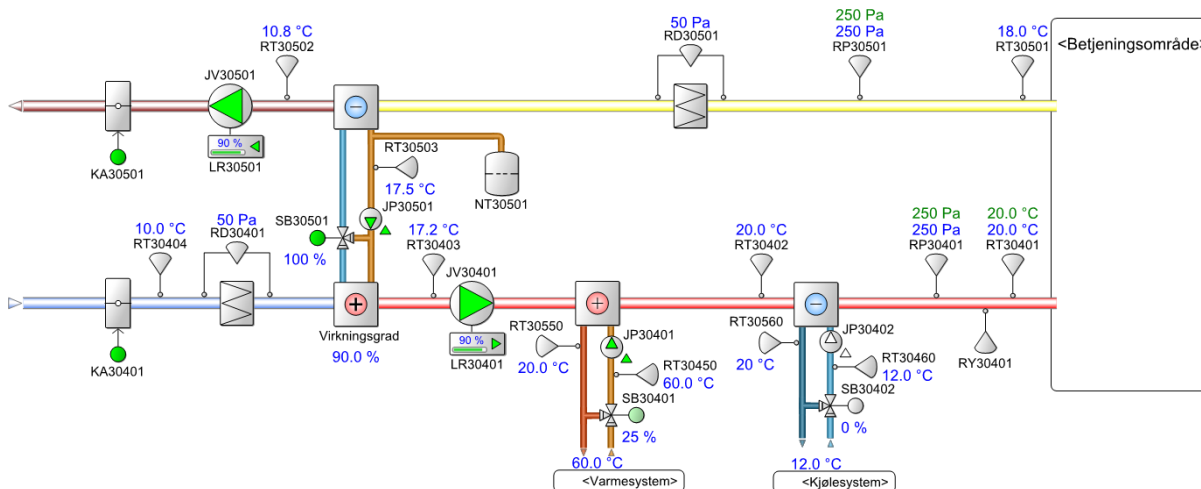 10.8 °C
RT30502
50 Pa
RD30501
250 Pa
250 Pa
RP30501
18.0 °C
RT30501
<Betjeningsområde>
JV30501
90 %
LR30501
KA30501
RT30503
17.5 °C
NT30501
SB30501
JP30501
100 %
10.0 °C
RT30404
50 Pa
RD30401
17.2 °C
RT30403
20.0 °C
RT30402
250 Pa
250 Pa
RP30401
20.0 °C
20.0 °C
RT30401
JV30401
90 %
LR30401
KA30401
Virkningsgrad
90.0 %
RT30550
20.0 °C
JP30401
RT30450
60.0 °C
SB30401
25 %
60.0 °C
<Varmesystem>
RT30560
20 °C
JP30402
RT30460
12.0 °C
SB30402
0 %
12.0 °C
<Kjølesystem>
RY30401